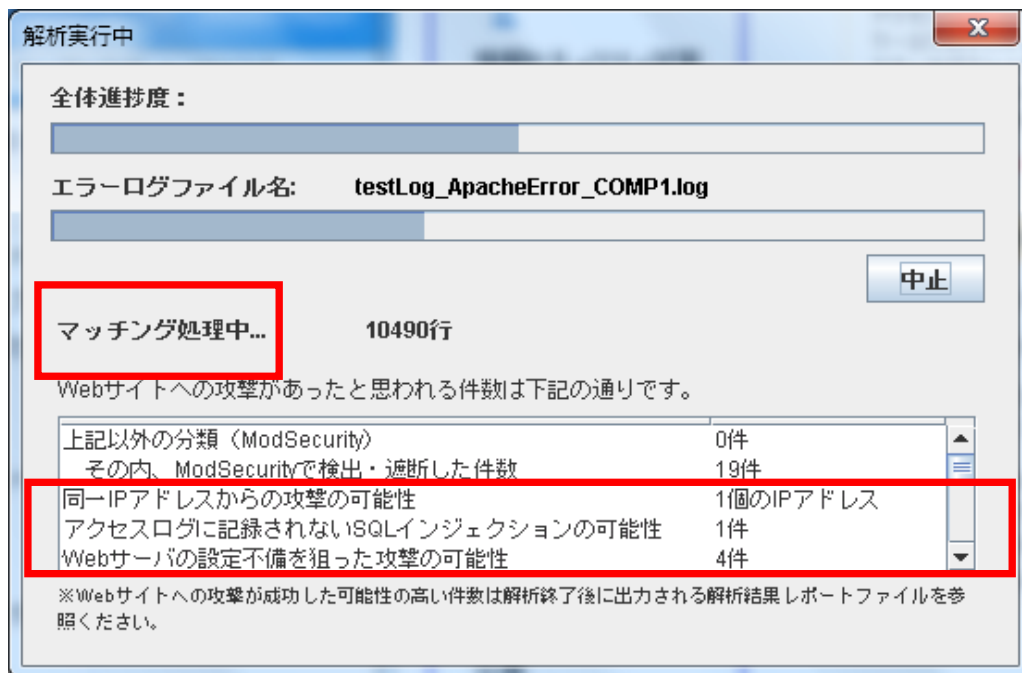 解析実行中
全体進捗度：
エラーログファイル名: testLog_ApacheError_COMP1.log
中止
マッチング処理中... 10490行
Webサイトへの攻撃があったと思われる件数は下記の通りです。
上記以外の分類（ModSecurity） 0件
その内、ModSecurityで検出・遮断した件数 19件
同一IPアドレスからの攻撃の可能性 1個のIPアドレス
アクセスログに記録されないSQLインジェクションの可能性 1件
Webサーバの設定不備を狙った攻撃の可能性 4件
※Webサイトへの攻撃が成功した可能性の高い件数は解析終了後に出力される解析結果レポートファイルを参
照ください。